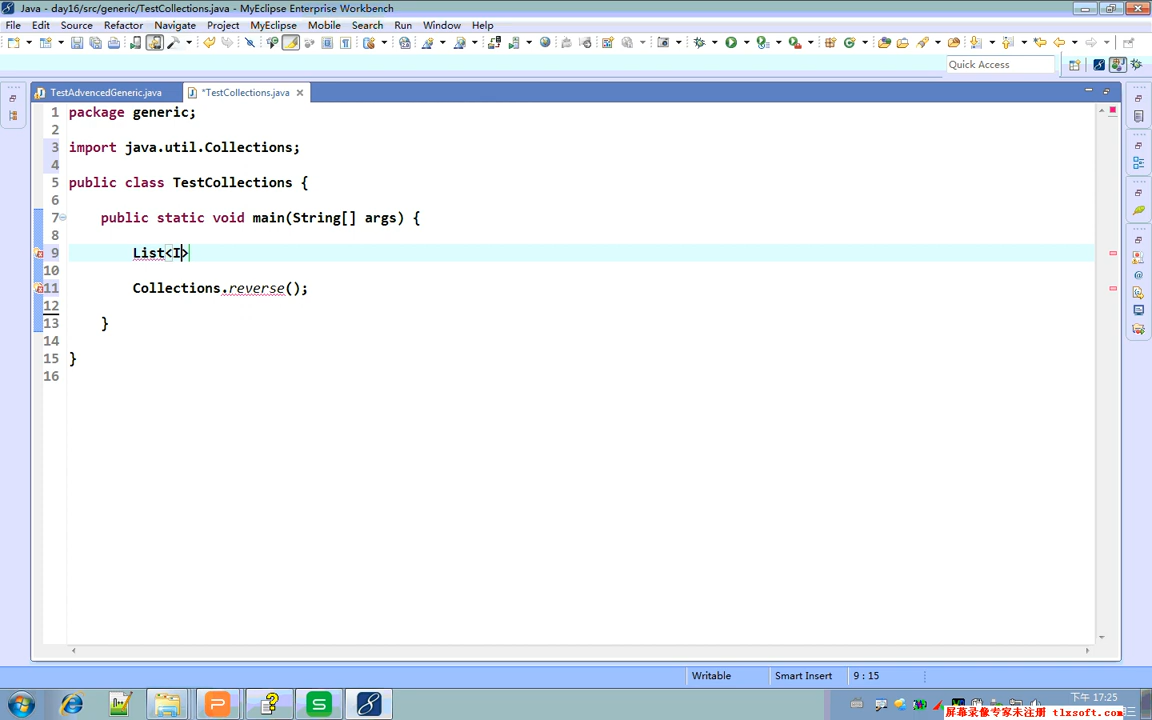 Java - day16/src/generic/TestCollections.java - MyEclipse Enterprise Workbench
File Edit Source Refactor Navigate Project MyEclipse Mobile Search Run Window Help
Quick Access
TestAdvencedGeneric.java *TestCollections.java
1 package generic;
2
3 import java.util.Collections;
4
5 public class TestCollections {
6
7 public static void main(String[] args) {
8
9 List<I>
10
11 Collections.reverse();
12
13 }
14
15 }
16
Writable Smart Insert 9 : 15
下午 17:25
屏幕录像专家未注册 tlxsoft.com